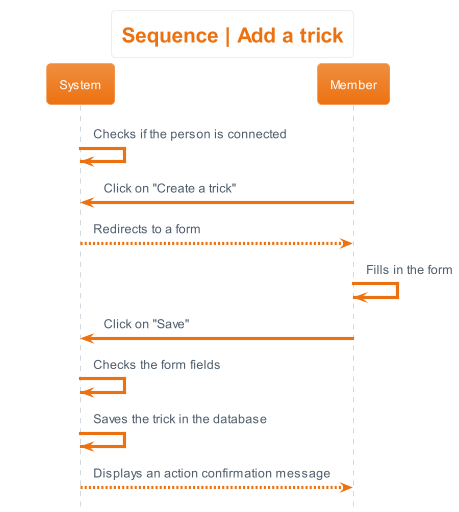 Sequence | Add a trick
System
Member
Checks if the person is connected
Click on "Create a trick"
Redirects to a form
Fills in the form
Click on "Save"
Checks the form fields
Saves the trick in the database
Displays an action confirmation message